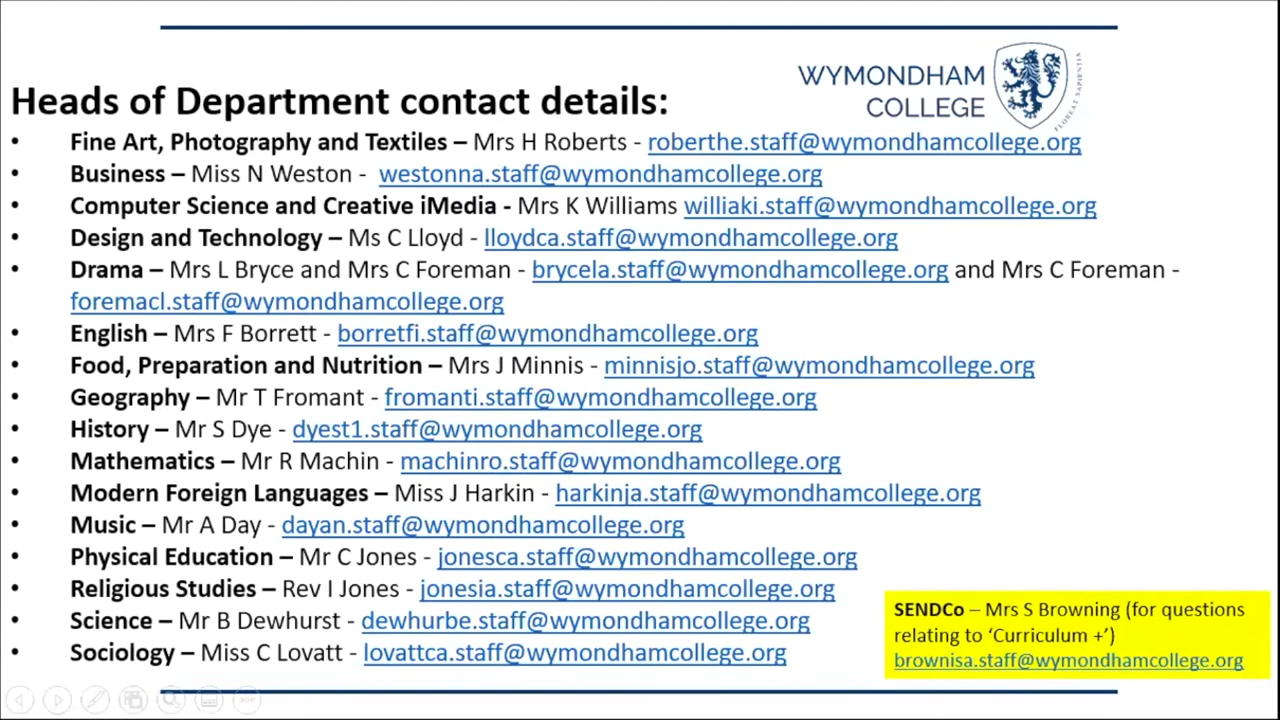 WYMONDHAM
COLLEGE
FLOREAT SAPIENTIA
Heads of Department contact details:
• Fine Art, Photography and Textiles – Mrs H Roberts - roberthe.staff@wymondhamcollege.org
• Business – Miss N Weston - westonna.staff@wymondhamcollege.org
• Computer Science and Creative iMedia - Mrs K Williams williaki.staff@wymondhamcollege.org
• Design and Technology – Ms C Lloyd - lloydca.staff@wymondhamcollege.org
• Drama – Mrs L Bryce and Mrs C Foreman - brycela.staff@wymondhamcollege.org and Mrs C Foreman -
foremacl.staff@wymondhamcollege.org
• English – Mrs F Borrett - borretfi.staff@wymondhamcollege.org
• Food, Preparation and Nutrition – Mrs J Minnis - minnisjo.staff@wymondhamcollege.org
• Geography – Mr T Fromant - fromanti.staff@wymondhamcollege.org
• History – Mr S Dye - dyest1.staff@wymondhamcollege.org
• Mathematics – Mr R Machin - machinro.staff@wymondhamcollege.org
• Modern Foreign Languages – Miss J Harkin - harkinja.staff@wymondhamcollege.org
• Music – Mr A Day - dayan.staff@wymondhamcollege.org
• Physical Education – Mr C Jones - jonesca.staff@wymondhamcollege.org
• Religious Studies – Rev I Jones - jonesia.staff@wymondhamcollege.org
• Science – Mr B Dewhurst - dewhurbe.staff@wymondhamcollege.org
• Sociology – Miss C Lovatt - lovattca.staff@wymondhamcollege.org
SENDCo – Mrs S Browning (for questions
relating to ‘Curriculum +’)
brownisa.staff@wymondhamcollege.org